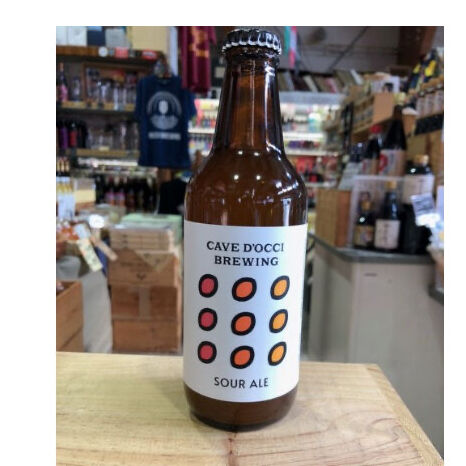 CAVE D'OCCI
BREWING
SOUR ALE